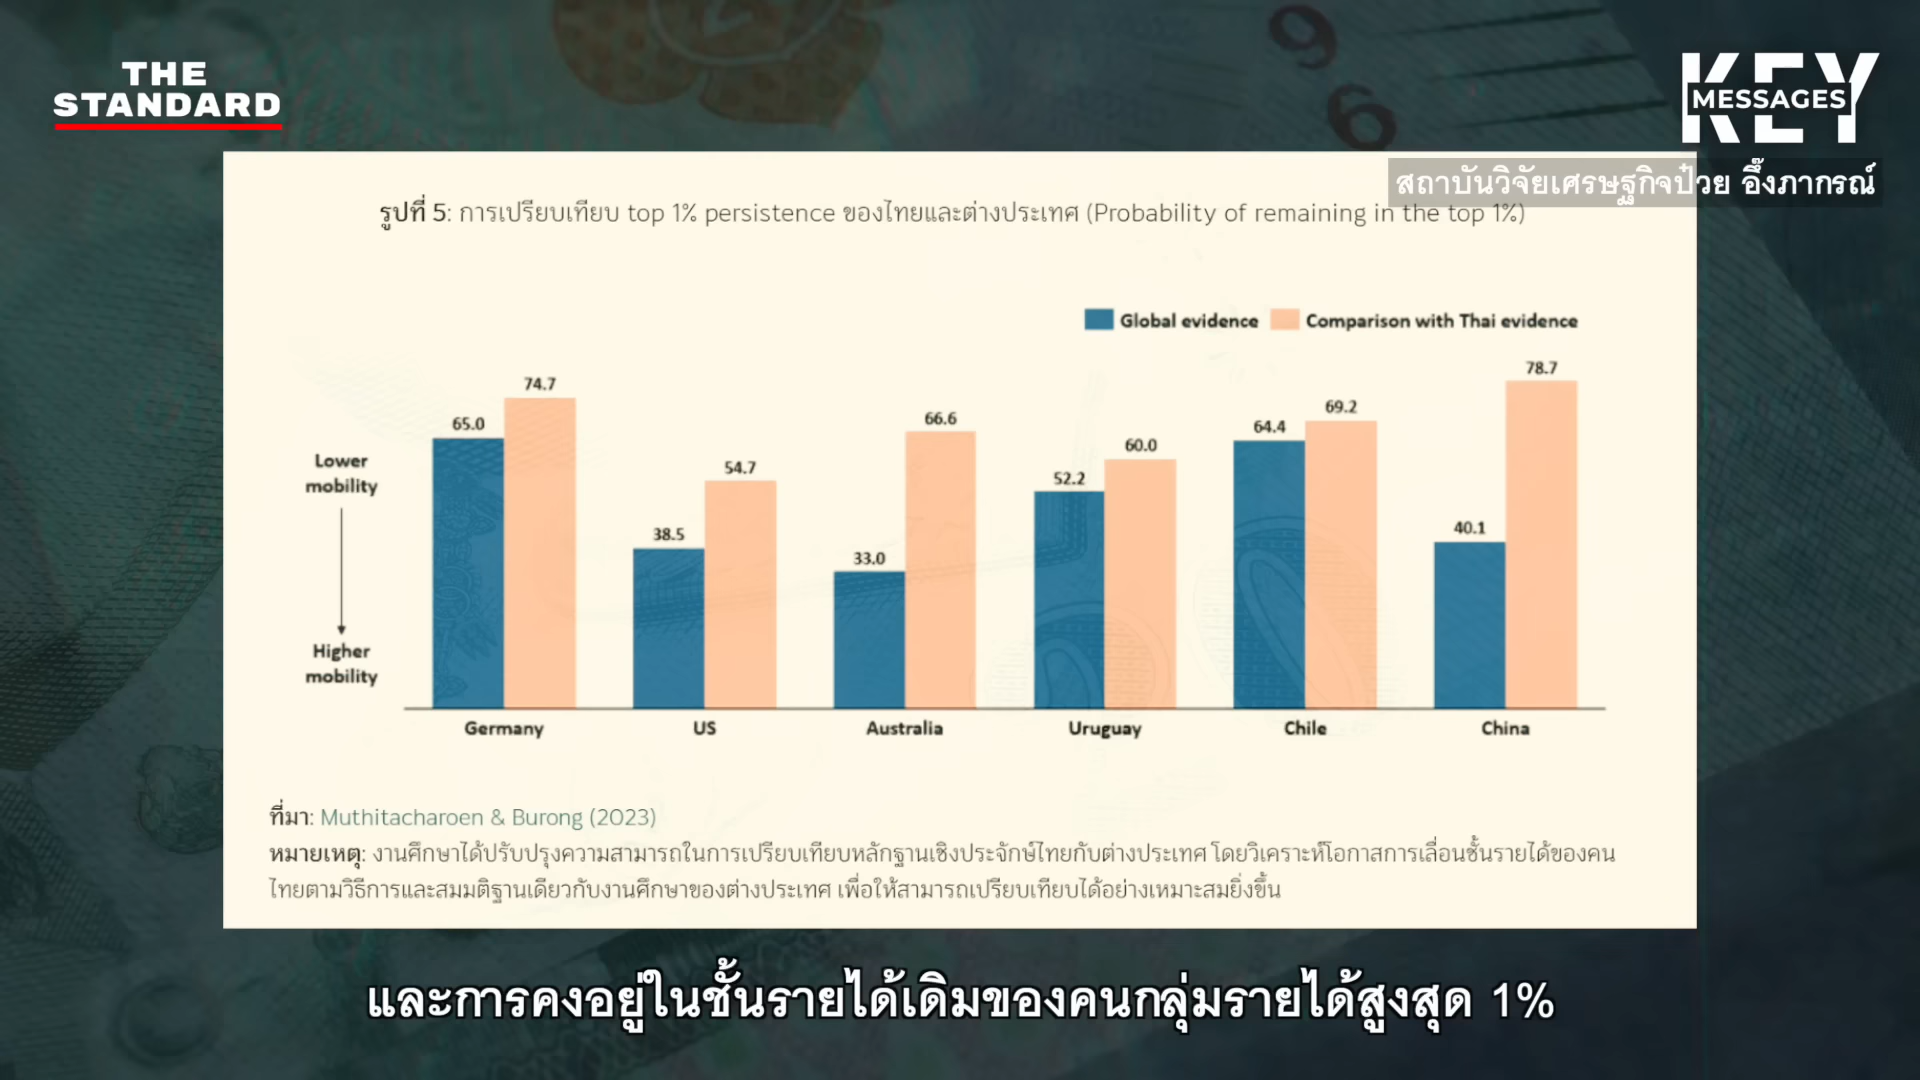 THE
STANDARD
KEY
MESSAGES
สถาบันวิจัยเศรษฐกิจป๋วย อึ๊งภากรณ์
รูปที่ 5: การเปรียบเทียบ top 1% persistence ของไทยและต่างประเทศ (Probability of remaining in the top 1%)
Global evidence Comparison with Thai evidence
65.0 74.7 38.5 54.7 33.0 66.6 52.2 60.0 64.4 69.2 40.1 78.7
Lower
mobility
Higher
mobility
Germany US Australia Uruguay Chile China
ที่มา: Muthitacharoen & Burong (2023)
หมายเหตุ: งานศึกษาได้ปรับปรุงความสามารถในการเปรียบเทียบหลักฐานเชิงประจักษ์ไทยกับต่างประเทศ โดยวิเคราะห์โอกาสการเลื่อนชั้นรายได้ของคน
ไทยตามวิธีการและสมมติฐานเดียวกับงานศึกษาของต่างประเทศ เพื่อให้สามารถเปรียบเทียบได้อย่างเหมาะสมยิ่งขึ้น
และการคงอยู่ในชั้นรายได้เดิมของคนกลุ่มรายได้สูงสุด 1%
9
6